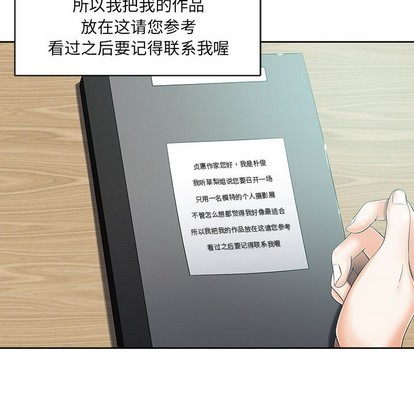 所以我把我的作品
放在这请您参考
看过之后要记得联系我喔
贞惠作家您好，我是朴俊
我听草梨姐说您要召开一场
只用一名模特的个人摄影展
不管怎么想都觉得我好像最适合
所以我把我的作品放在这请您参考
看过之后要记得联系我喔